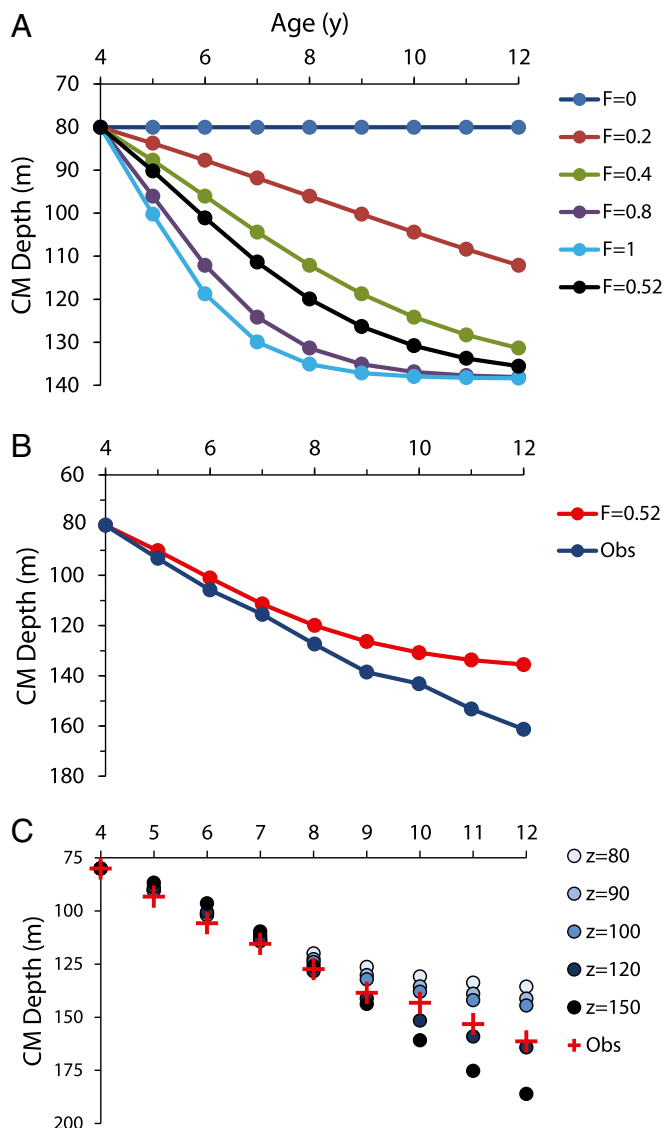 A
Age (y)
4 6 8 10 12
70
80
90
100
110
120
130
140
CM Depth (m)
F=0
F=0.2
F=0.4
F=0.8
F=1
F=0.52
B
4 6 8 10 12
60
80
100
120
140
160
180
CM Depth (m)
F=0.52
Obs
C
4 5 6 7 8 9 10 11 12
75
100
125
150
175
200
CM Depth (m)
z=80
z=90
z=100
z=120
z=150
Obs